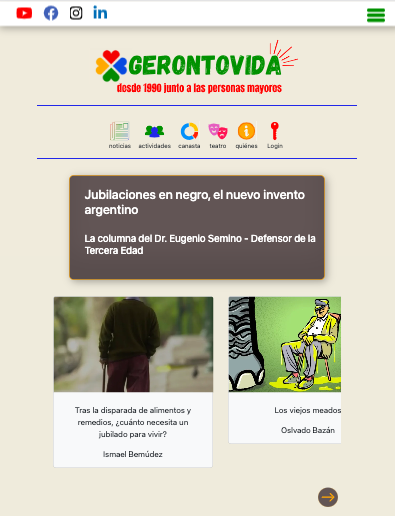 GERONTOVIDA
desde 1990 junto a las personas mayores
noticias actividades canasta teatro quiénes Login
Jubilaciones en negro, el nuevo invento
argentino
La columna del Dr. Eugenio Semino - Defensor de la
Tercera Edad
Tras la disparada de alimentos y
remedios, ¿cuánto necesita un
jubilado para vivir?
Ismael Bemúdez
Los viejos meados
Oslvado Bazán